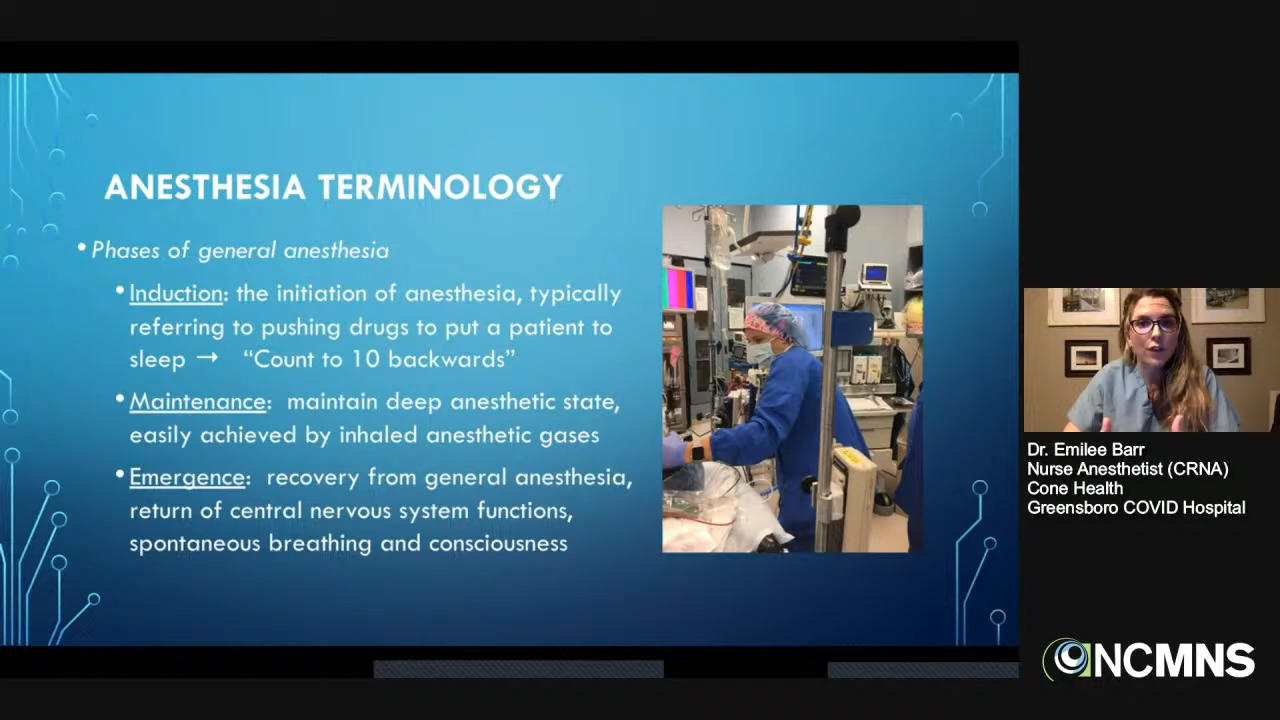 ANESTHESIA TERMINOLOGY
• Phases of general anesthesia
• Induction: the initiation of anesthesia, typically
referring to pushing drugs to put a patient to
sleep → “Count to 10 backwards”
• Maintenance: maintain deep anesthetic state,
easily achieved by inhaled anesthetic gases
• Emergence: recovery from general anesthesia,
return of central nervous system functions,
spontaneous breathing and consciousness
Dr. Emilee Barr
Nurse Anesthetist (CRNA)
Cone Health
Greensboro COVID Hospital
NCMNS